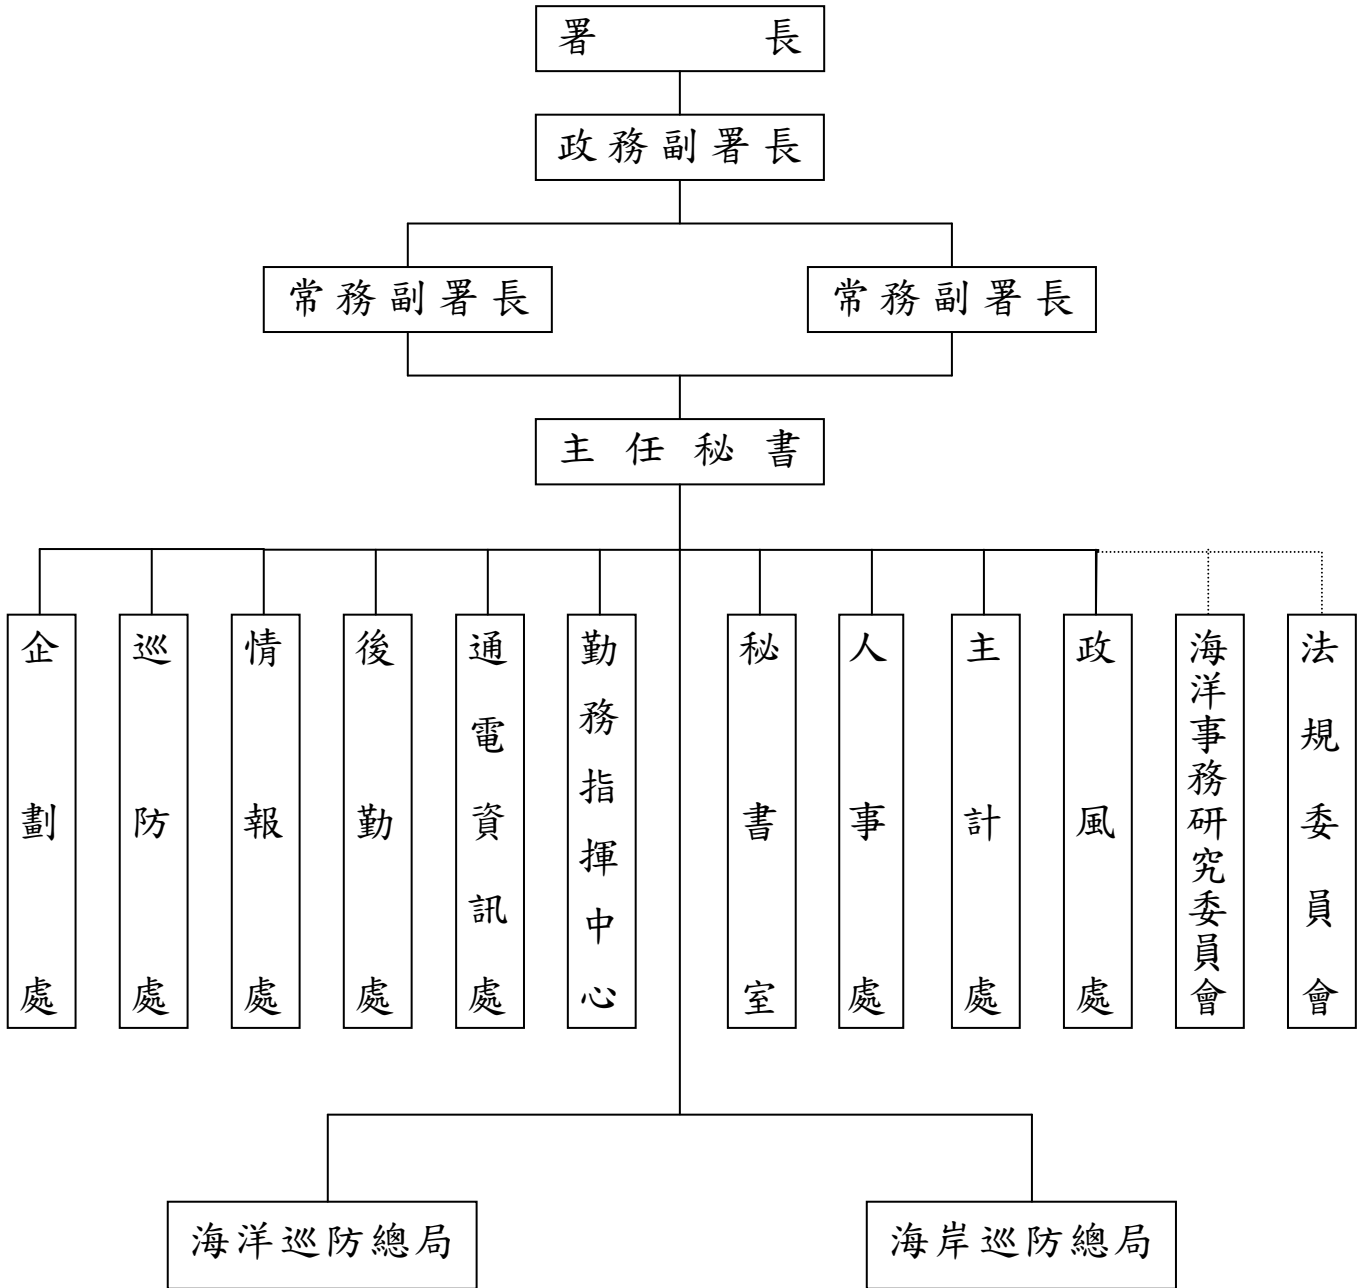 署長
政務副署長
常務副署長
常務副署長
主任秘書
企劃處
巡防處
情報處
後勤處
通電資訊處
勤務指揮中心
秘書室
人事處
主計處
政風處
海洋事務研究委員會
法規委員會
海洋巡防總局
海岸巡防總局